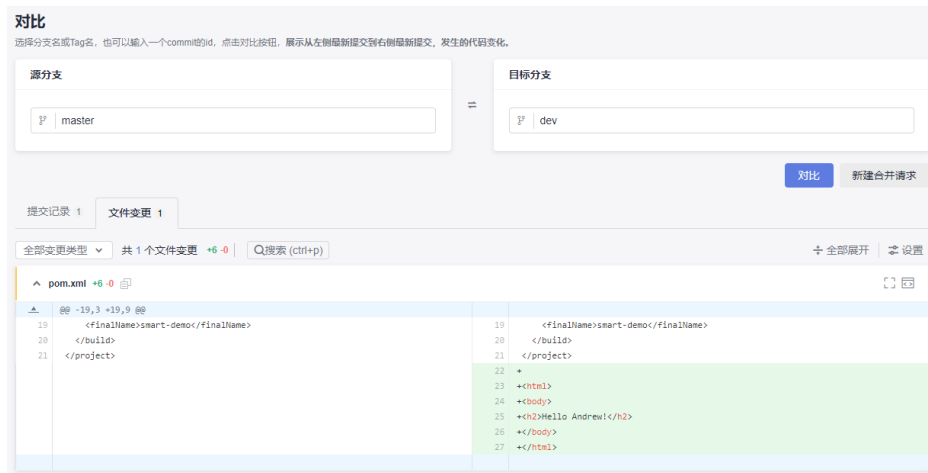 对比
选择分支名或Tag名，也可以输入一个commit的id，点击对比按钮，展示从左侧最新提交到右侧最新提交，发生的代码变化。
源分支
目标分支
master
dev
对比 新建合并请求
提交记录 1 文件变更 1
全部变更类型 共 1 个文件变更 +6 -0 搜索 (ctrl+p) 全部展开 设置
pom.xml +6 -0
@@ -19,3 +19,9 @@
19 <finalName>smart-demo</finalName> 19 <finalName>smart-demo</finalName>
20 </build> 20 </build>
21 </project> 21 </project>
22 +
23 +<html>
24 +<body>
25 +<h2>Hello Andrew!</h2>
26 +</body>
27 +</html>